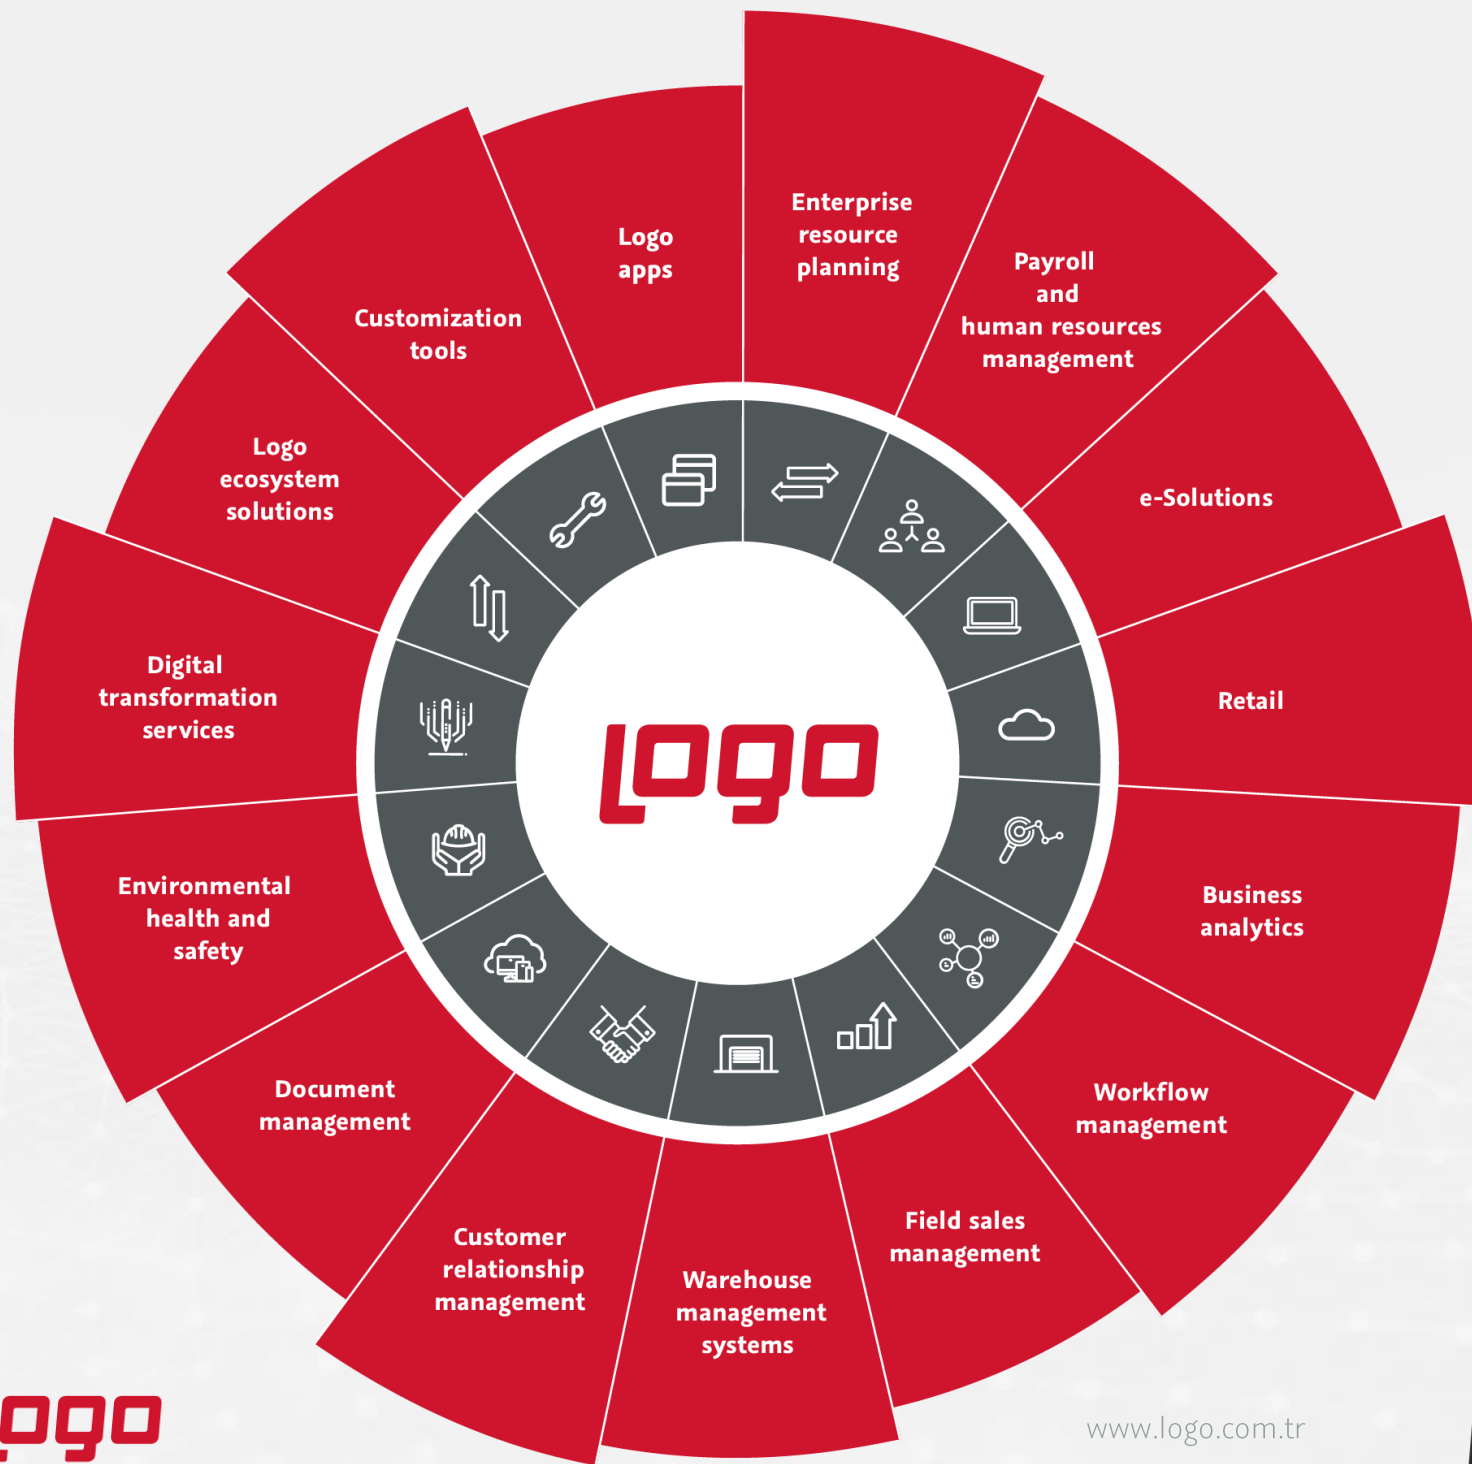 Enterprise
resource
planning
Payroll
and
human resources
management
e-Solutions
Retail
Business
analytics
Workflow
management
Field sales
management
Warehouse
management
systems
Customer
relationship
management
Document
management
Environmental
health and
safety
Digital
transformation
services
Logo
ecosystem
solutions
Customization
tools
Logo
apps
logo
logo
www.logo.com.tr